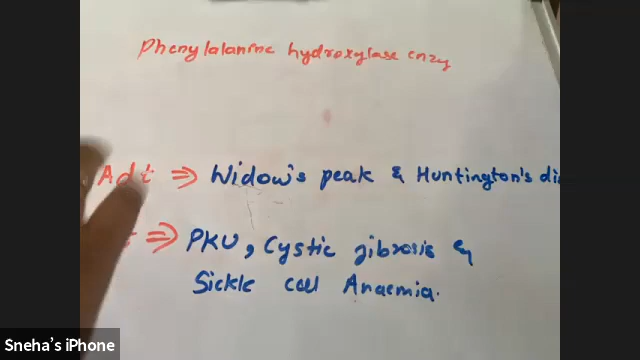 Phenylalanine hydroxylase enzy
Adt ⇒ Widow's peak & Huntington's di
⇒ PKU, Cystic fibrosis &
Sickle cell Anaemia.
Sneha's iPhone